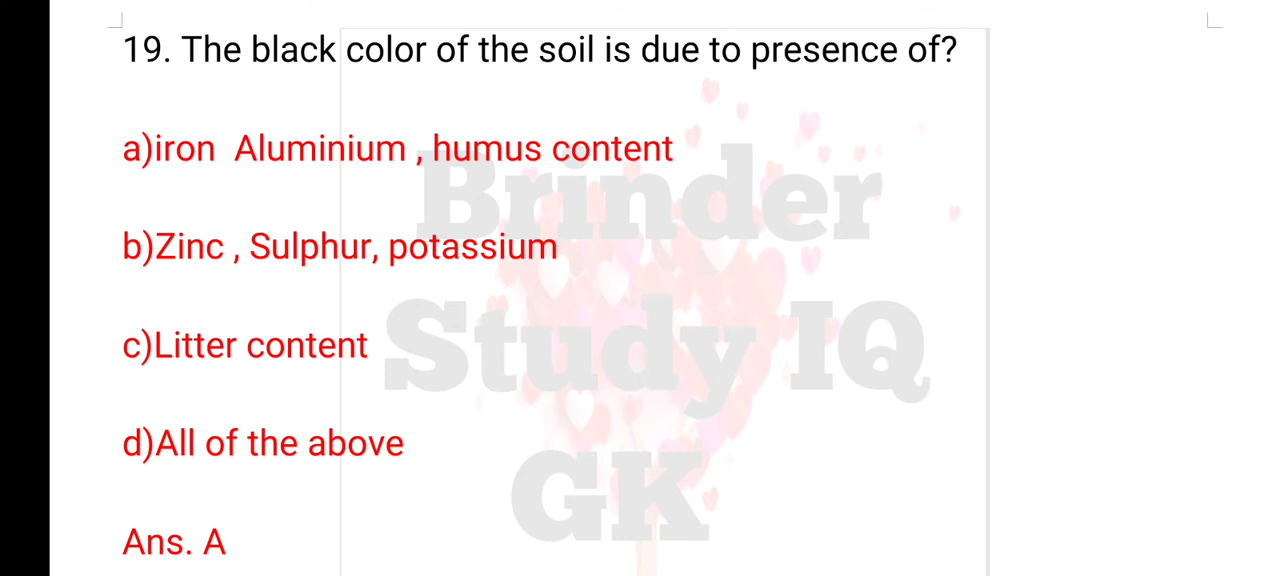 19. The black color of the soil is due to presence of?
a)iron  Aluminium , humus content
b)Zinc , Sulphur, potassium
c)Litter content
d)All of the above
Ans. A
Brinder
Study IQ
GK